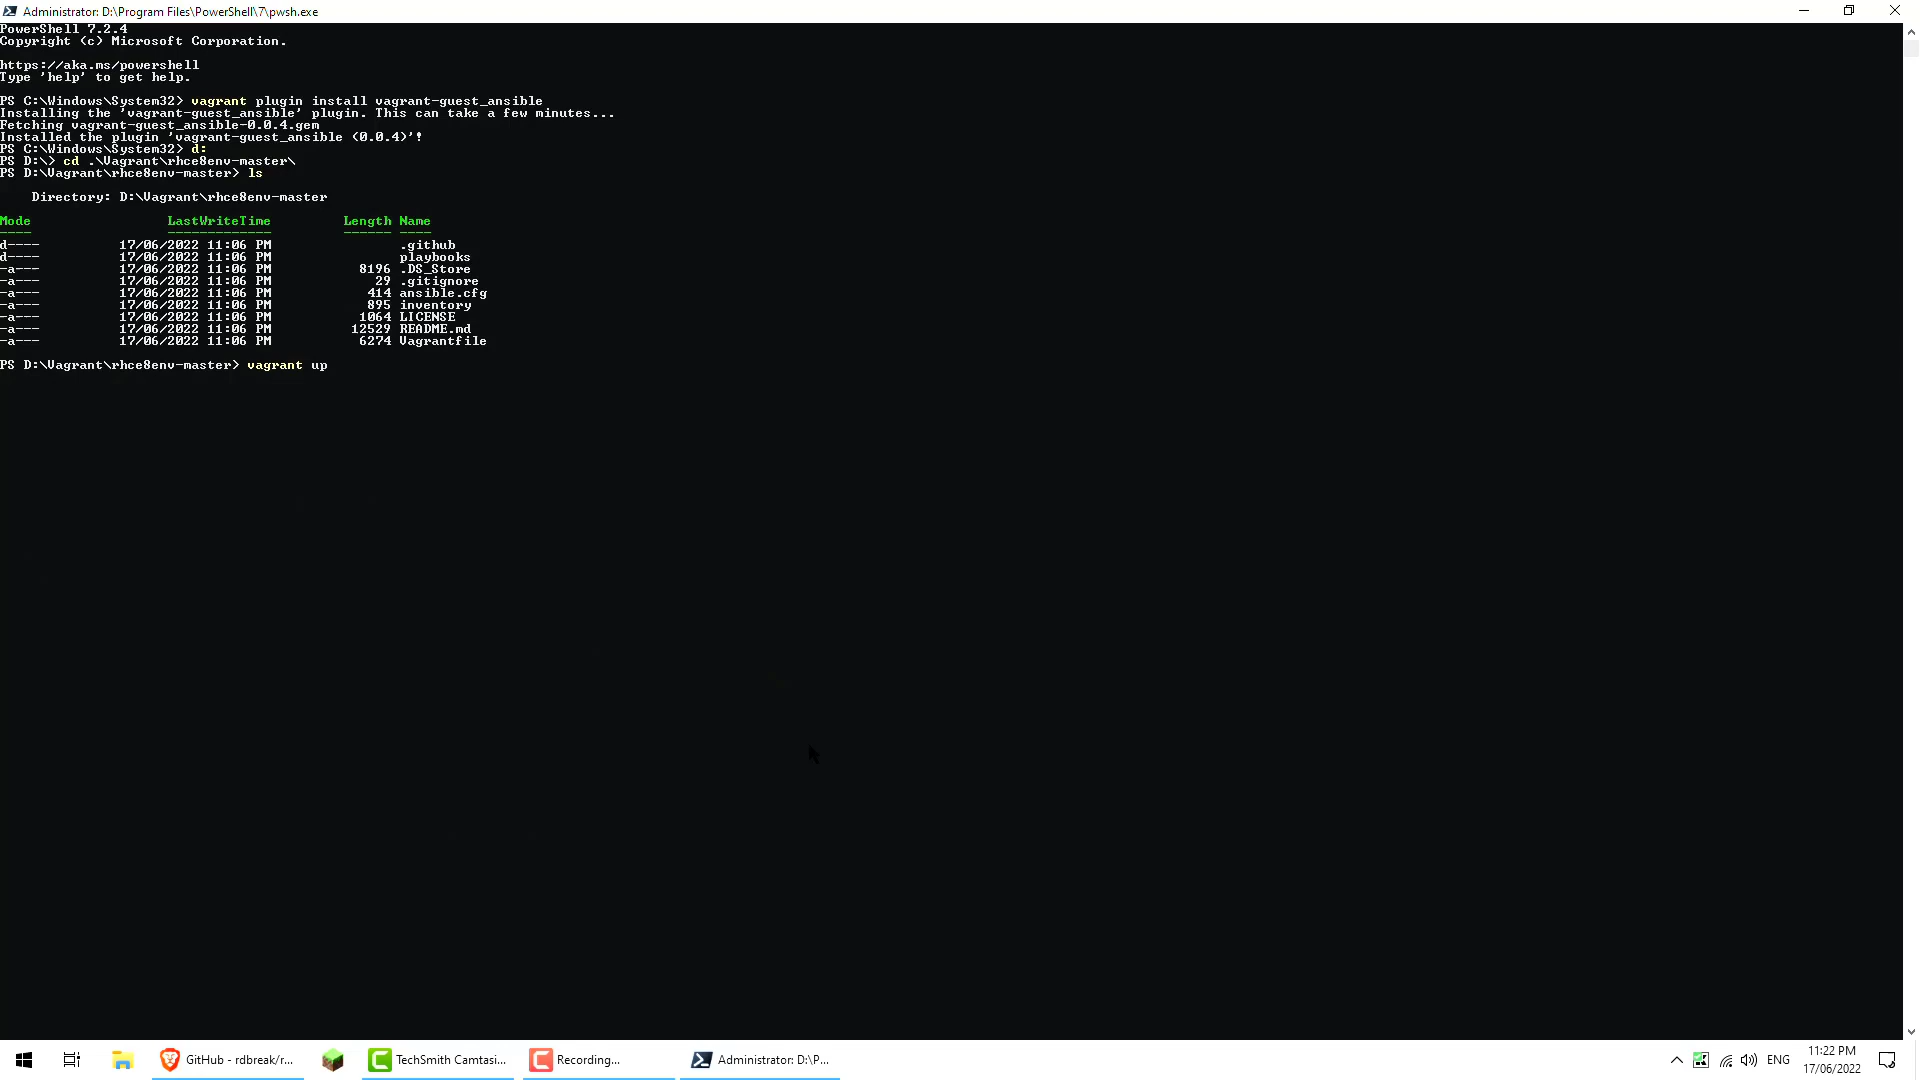 Administrator: D:\Program Files\PowerShell\7\pwsh.exe
PowerShell 7.2.4
Copyright (c) Microsoft Corporation.
https://aka.ms/powershell
Type 'help' to get help.
PS C:\Windows\System32> vagrant plugin install vagrant-guest_ansible
Installing the 'vagrant-guest_ansible' plugin. This can take a few minutes...
Fetching vagrant-guest_ansible-0.0.4.gem
Installed the plugin 'vagrant-guest_ansible (0.0.4)'!
PS C:\Windows\System32> d:
PS D:\> cd .\Vagrant\rhce8env-master\
PS D:\Vagrant\rhce8env-master> ls
Directory: D:\Vagrant\rhce8env-master
Mode LastWriteTime Length Name
---- ------------- ------ ----
d---- 17/06/2022 11:06 PM .github
d---- 17/06/2022 11:06 PM playbooks
-a--- 17/06/2022 11:06 PM 8196 .DS_Store
-a--- 17/06/2022 11:06 PM 29 .gitignore
-a--- 17/06/2022 11:06 PM 414 ansible.cfg
-a--- 17/06/2022 11:06 PM 895 inventory
-a--- 17/06/2022 11:06 PM 1064 LICENSE
-a--- 17/06/2022 11:06 PM 12529 README.md
-a--- 17/06/2022 11:06 PM 6274 Vagrantfile
PS D:\Vagrant\rhce8env-master> vagrant up
GitHub - rdbreak/r... TechSmith Camtasi... Recording... Administrator: D:\P... ENG 11:22 PM
17/06/2022